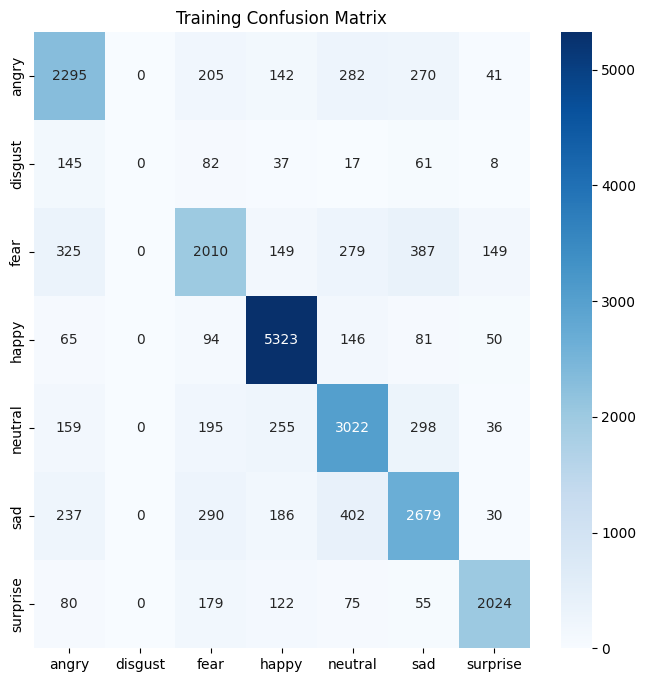 Training Confusion Matrix
angry 2295 0 205 142 282 270 41
disgust 145 0 82 37 17 61 8
fear 325 0 2010 149 279 387 149
happy 65 0 94 5323 146 81 50
neutral 159 0 195 255 3022 298 36
sad 237 0 290 186 402 2679 30
surprise 80 0 179 122 75 55 2024
angry disgust fear happy neutral sad surprise
5000
4000
3000
2000
1000
0